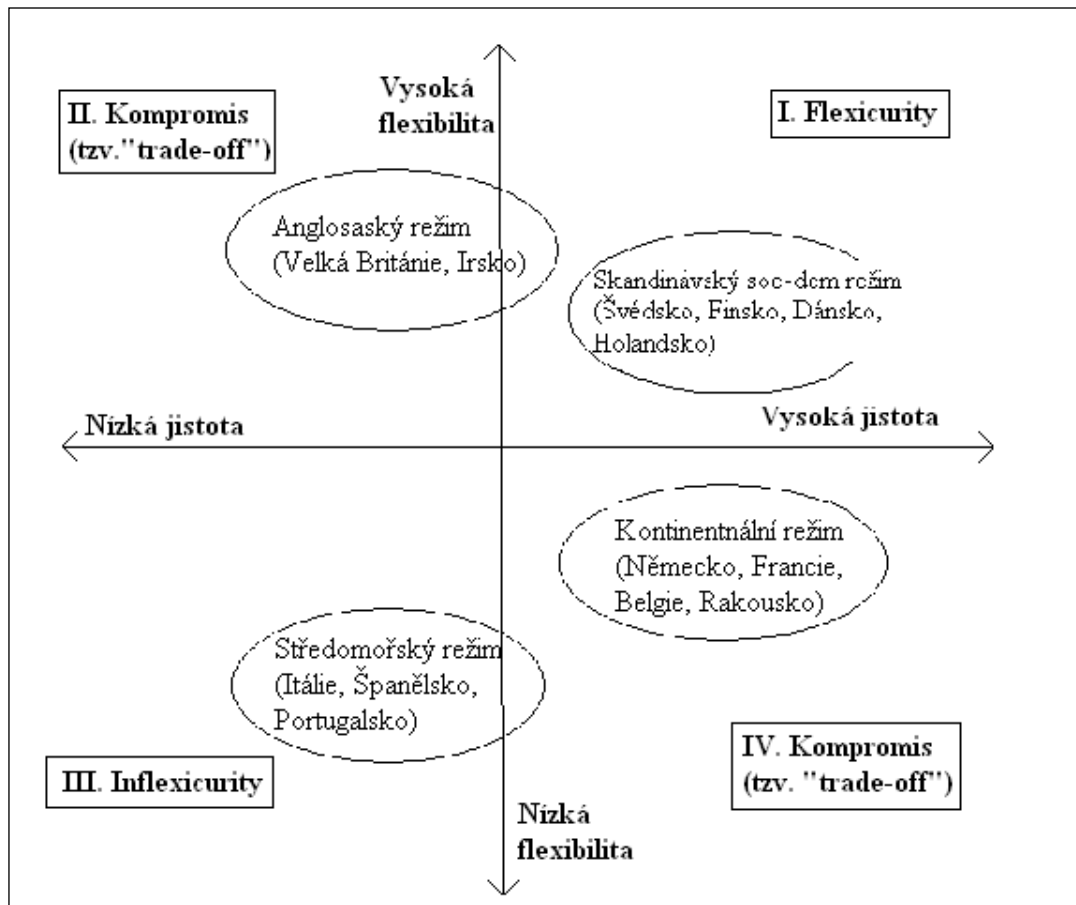 II. Kompromis
(tzv."trade-off")
Vysoká
flexibilita
I. Flexicurity
Anglosaský režim
(Velká Británie, Irsko)
Skandinávský soc-dem režim
(Švédsko, Finsko, Dánsko,
Holandsko)
Nízká jistota
Vysoká jistota
Kontinentnální režim
(Německo, Francie,
Belgie, Rakousko)
Středomořský režim
(Itálie, Španělsko,
Portugalsko)
III. Inflexicurity
IV. Kompromis
(tzv. "trade-off")
Nízká
flexibilita